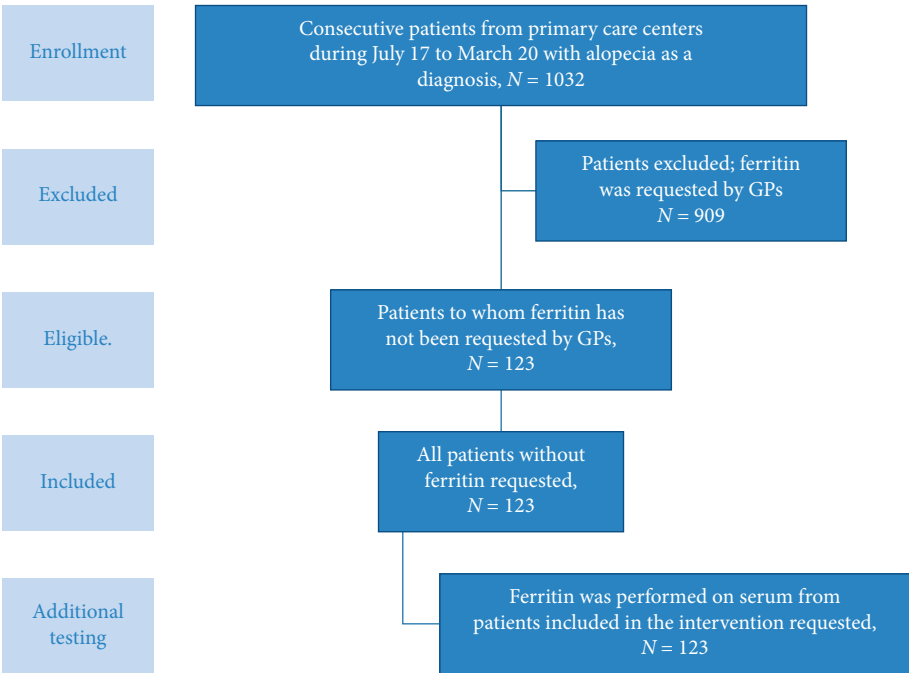 Enrollment
Consecutive patients from primary care centers
during July 17 to March 20 with alopecia as a
diagnosis, N = 1032
Excluded
Patients excluded; ferritin
was requested by GPs
N = 909
Eligible.
Patients to whom ferritin has
not been requested by GPs,
N = 123
Included
All patients without
ferritin requested,
N = 123
Additional
testing
Ferritin was performed on serum from
patients included in the intervention requested,
N = 123